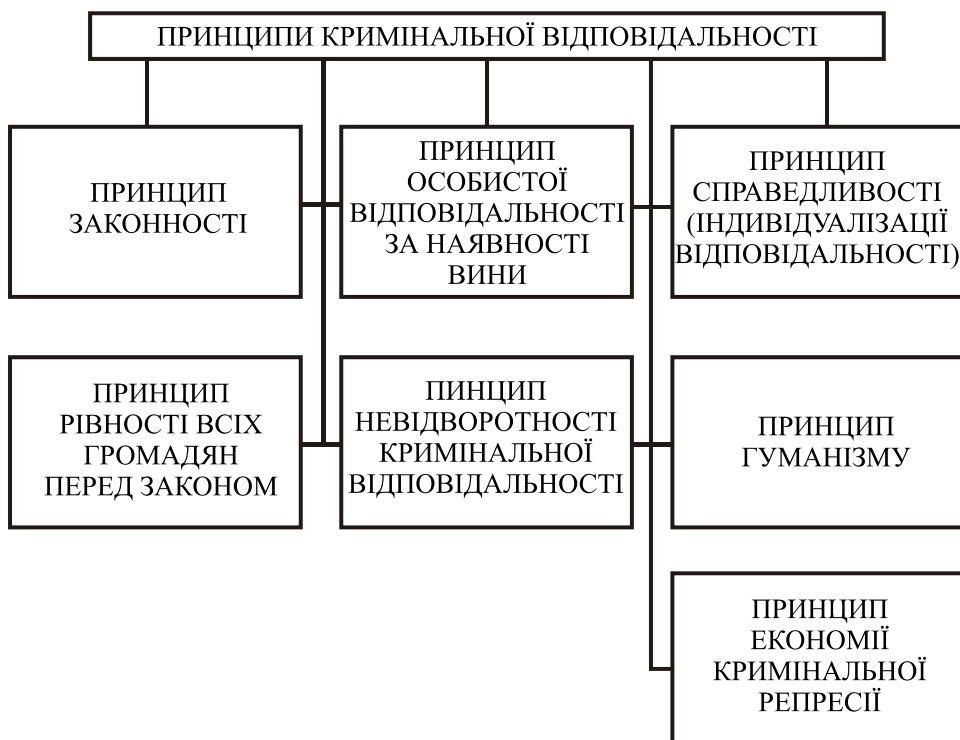 ПРИНЦИПИ КРИМІНАЛЬНОЇ ВІДПОВІДАЛЬНОСТІ
ПРИНЦИП
ЗАКОННОСТІ
ПРИНЦИП
ОСОБИСТОЇ
ВІДПОВІДАЛЬНОСТІ
ЗА НАЯВНОСТІ
ВИНИ
ПРИНЦИП
СПРАВЕДЛИВОСТІ
(ІНДИВІДУАЛІЗАЦІЇ
ВІДПОВІДАЛЬНОСТІ)
ПРИНЦИП
РІВНОСТІ ВСІХ
ГРОМАДЯН
ПЕРЕД ЗАКОНОМ
ПИНЦИП
НЕВІДВОРОТНОСТІ
КРИМІНАЛЬНОЇ
ВІДПОВІДАЛЬНОСТІ
ПРИНЦИП
ГУМАНІЗМУ
ПРИНЦИП
ЕКОНОМІЇ
КРИМІНАЛЬНОЇ
РЕПРЕСІЇ